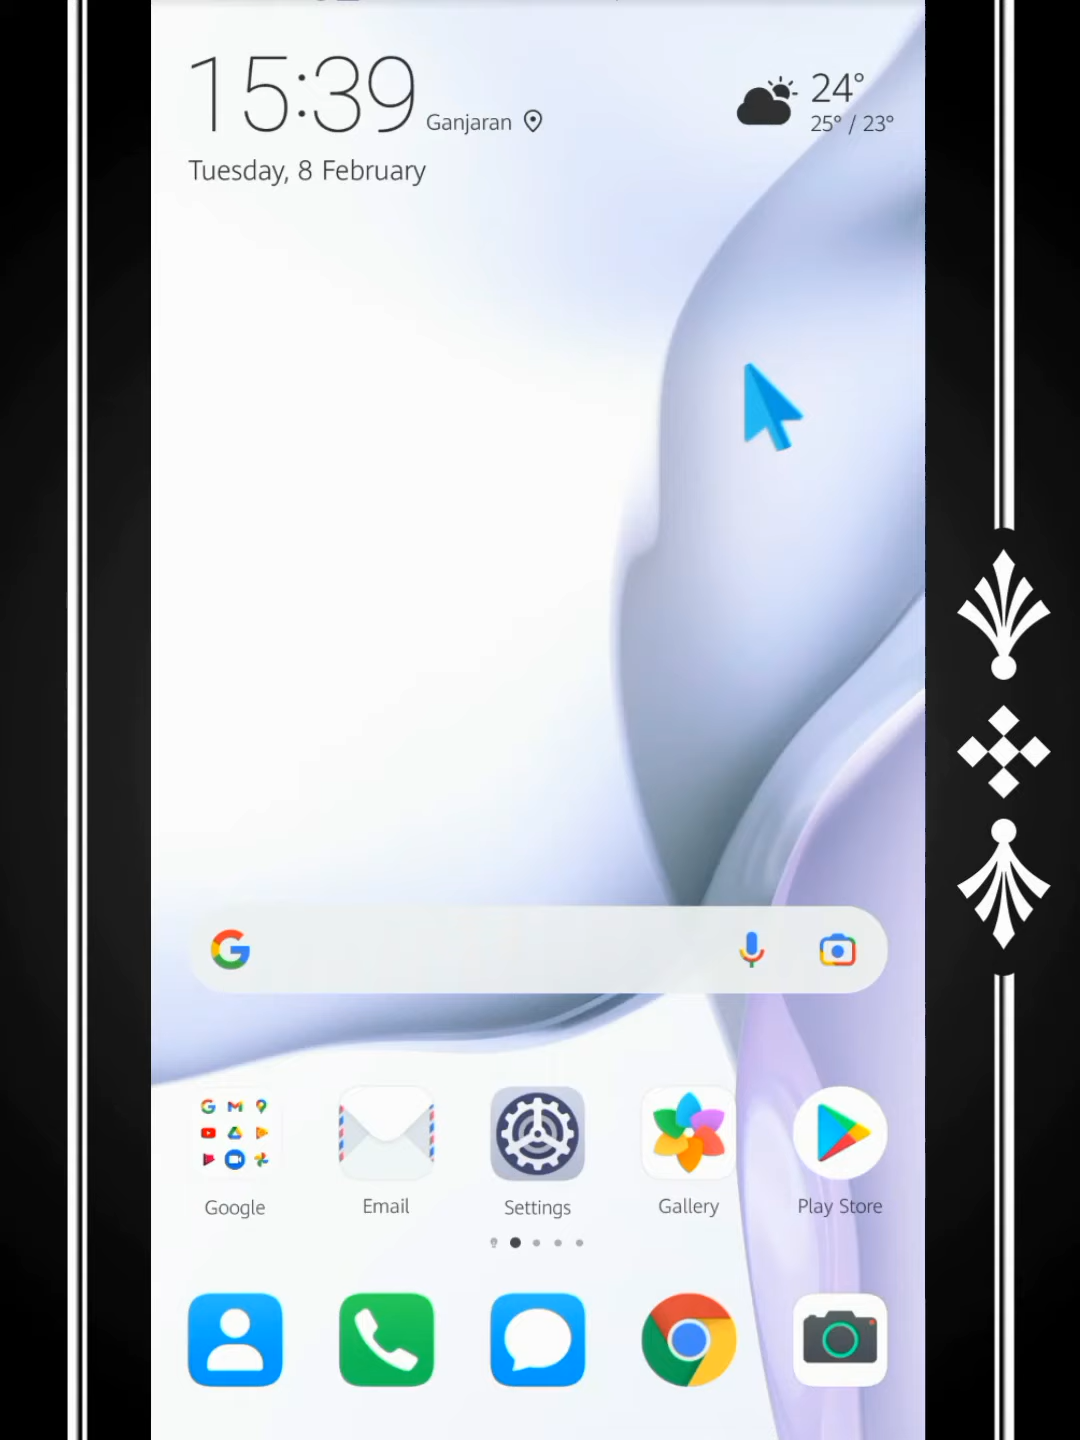 15:39
Ganjaran
24°
25° / 23°
Tuesday, 8 February
Google
Email
Settings
Gallery
Play Store